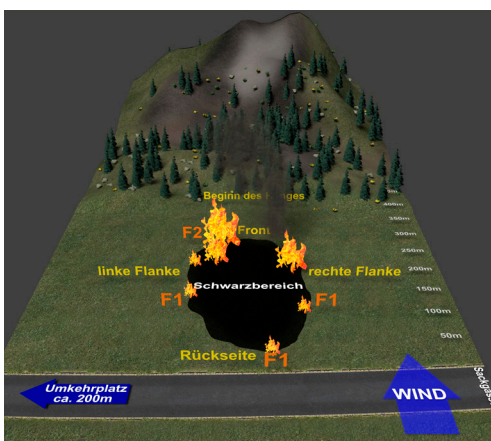 Beginn des Hanges
400m
350m
F2
Front
300m
250m
linke Flanke
rechte Flanke
200m
Schwarzbereich
150m
F1
F1
100m
50m
Rückseite
F1
Umkehrplatz
ca. 200m
WIND